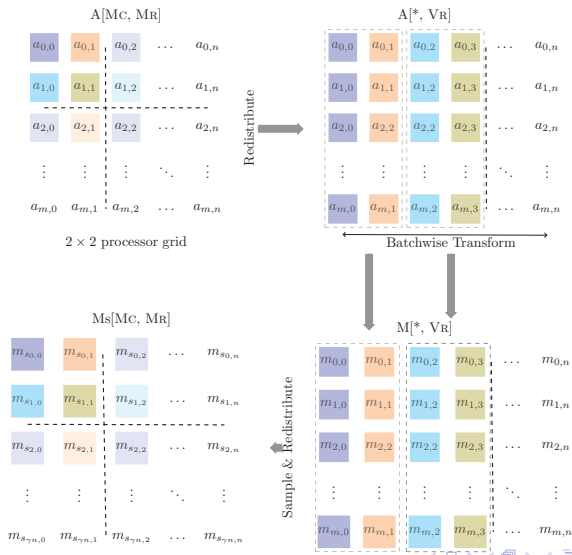 A[Mc, MR]
a0,0 a0,1 a0,2 … a0,n
a1,0 a1,1 a1,2 … a1,n
a2,0 a2,1 a2,2 … a2,n
⋮ ⋮ ⋮ ⋱ ⋮
am,0 am,1 am,2 … am,n
2 × 2 processor grid
Redistribute
A[*, VR]
a0,0 a0,1 a0,2 a0,3 … a0,n
a1,0 a1,1 a1,2 a1,3 … a1,n
a2,0 a2,2 a2,2 a2,3 … a2,n
⋮ ⋮ ⋮ ⋮ … ⋮
am,0 am,1 am,2 am,3 … am,n
Batchwise Transform
M[*, VR]
m0,0 m0,1 m0,2 m0,3 … m0,n
m1,0 m1,1 m1,2 m1,3 … m1,n
m2,0 m2,2 m2,2 m2,3 … m2,n
⋮ ⋮ ⋮ ⋮ … ⋮
mm,0 mm,1 mm,2 mm,3 … mm,n
Sample & Redistribute
Ms[Mc, MR]
ms0,0 ms0,1 ms0,2 … ms0,n
ms1,0 ms1,1 ms1,2 … ms1,n
ms2,0 ms2,1 ms2,2 … ms2,n
⋮ ⋮ ⋮ ⋱ ⋮
msγn,0 msγn,1 msγn,2 … msγn,n